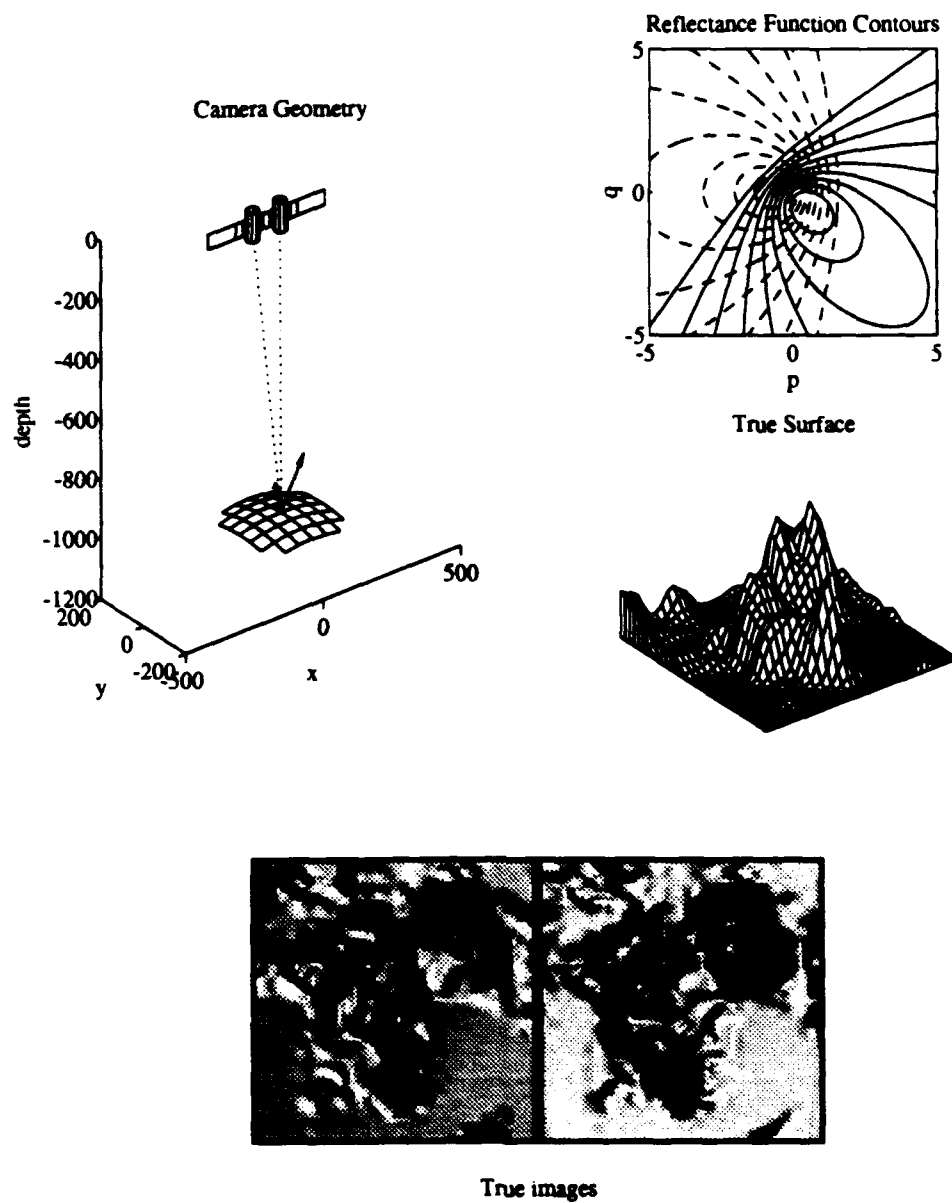 Reflectance Function Contours
5
q
0
-5
-5 0 5
p
Camera Geometry
0
-200
-400
-600
-800
-1000
-1200
depth
200
0
-200
y
-500
0
500
x
True Surface
True images